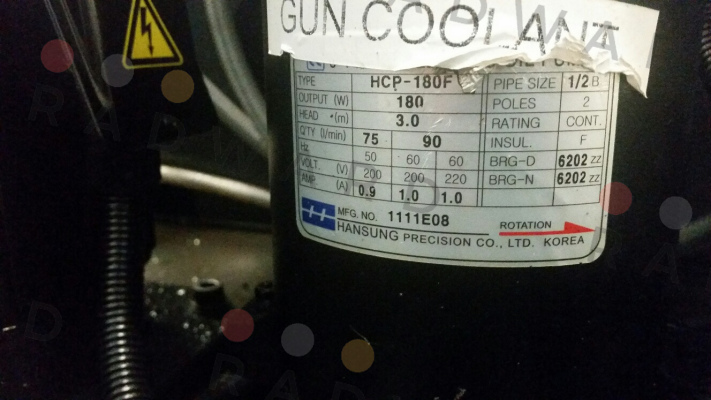 GUN COOLANT
TYPE HCP-180F PIPE SIZE 1/2 B
OUTPUT (W) 180 POLES 2
HEAD (m) 3.0 RATING CONT.
Q'TY (l/min) 75 90 INSUL. F
Hz 50 60 60 BRG-D 6202 ZZ
VOLT. (V) 200 200 220 BRG-N 6202 ZZ
AMP. (A) 0.9 1.0 1.0
MFG. NO. 1111E08 ROTATION
HANSUNG PRECISION CO., LTD. KOREA